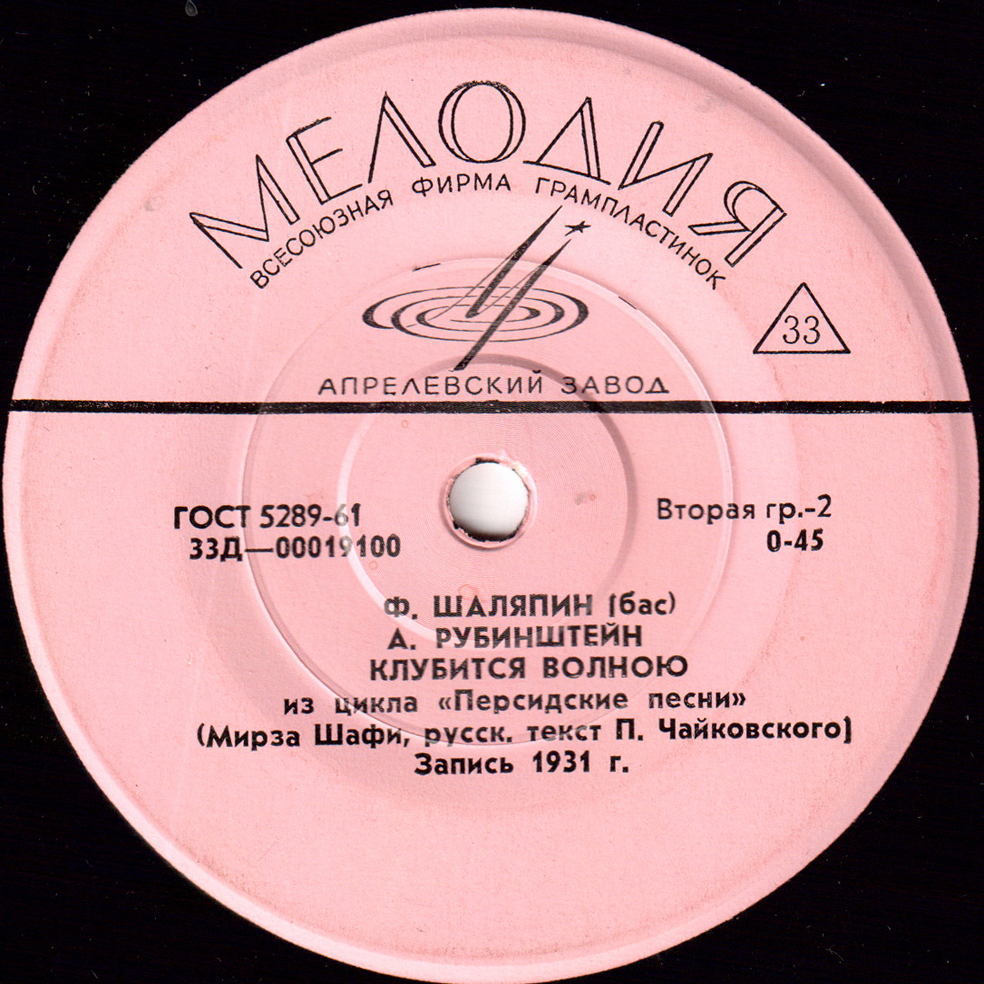 МЕЛОДИЯ
ВСЕСОЮЗНАЯ ФИРМА ГРАМПЛАСТИНОК
33
АПРЕЛЕВСКИЙ ЗАВОД
ГОСТ 5289-61
Вторая гр.-2
33Д—00019100
0-45
Ф. ШАЛЯПИН (бас)
А. РУБИНШТЕЙН
КЛУБИТСЯ ВОЛНОЮ
из цикла «Персидские песни»
(Мирза Шафи, русск. текст П. Чайковского)
Запись 1931 г.